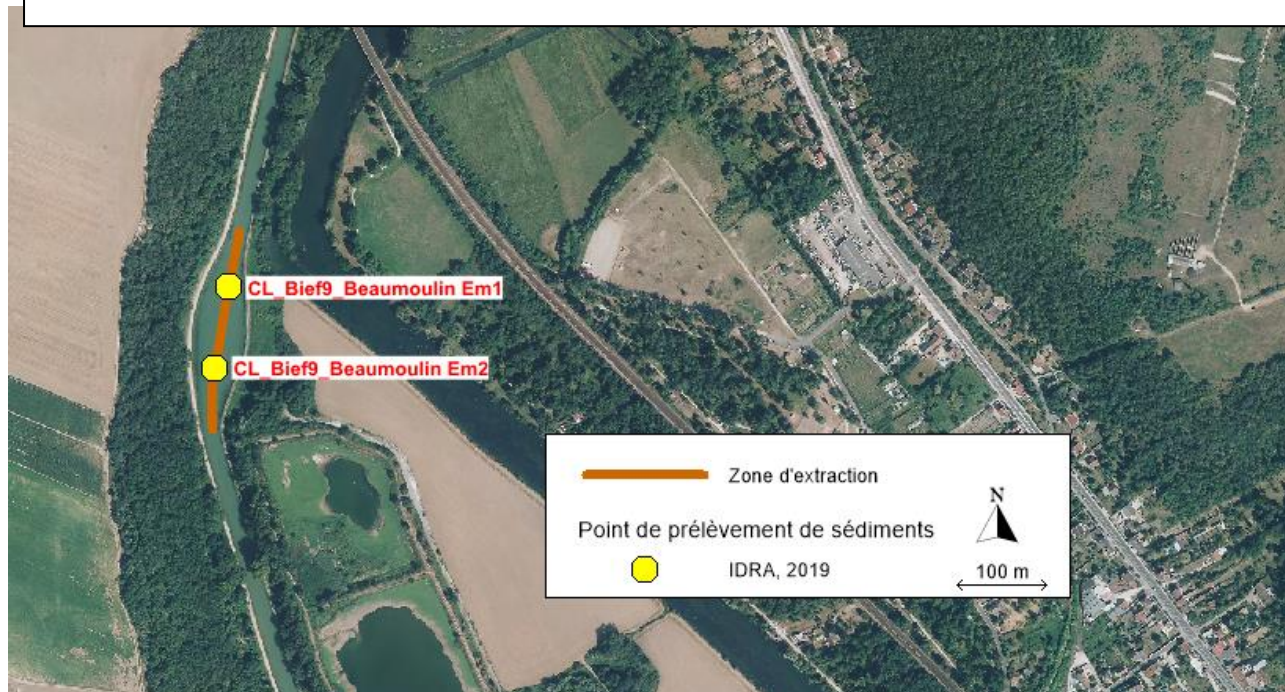 CL_Bief9_Beaumoulin Em1
CL_Bief9_Beaumoulin Em2
Zone d'extraction
Point de prélèvement de sédiments
IDRA, 2019
N
100 m